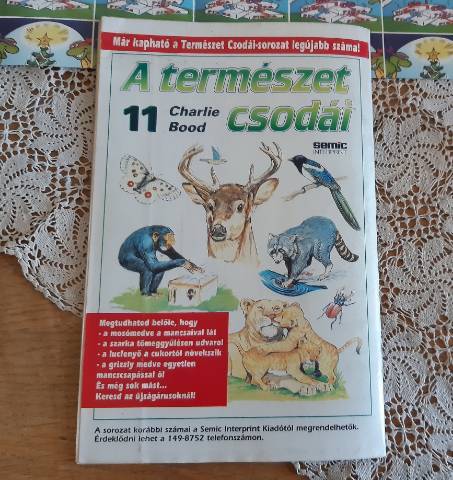 Már kapható a Természet Csodái-sorozat legújabb száma!
A természet
csodái
11 Charlie
Bood
semic
INTERPRINT
Megtudhatod belőle, hogy
- a mosómedve a mancsaival lát
- a szarka tömeggyűlésen udvarol
- a lucfenyő a cukortól növekszik
- a grizzly medve egyetlen
mancscsapással öl
És még sok mást...
Keresd az újságárusoknál!
A sorozat korábbi számai a Semic Interprint Kiadótól megrendelhetők.
Érdeklődni lehet a 149-8752 telefonszámon.